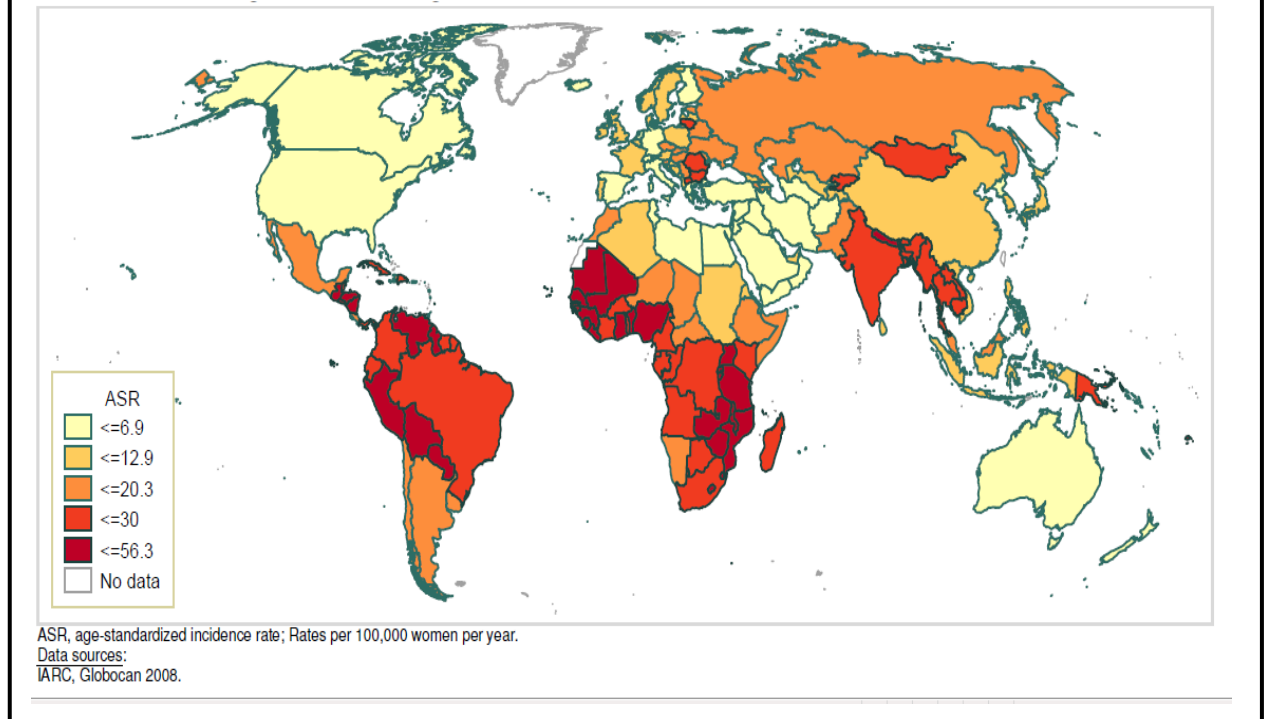 ASR
<=6.9
<=12.9
<=20.3
<=30
<=56.3
No data
ASR, age-standardized incidence rate; Rates per 100,000 women per year.
Data sources:
IARC, Globocan 2008.